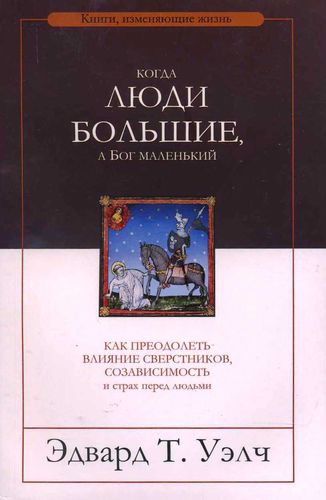 Книги, изменяющие жизнь
КОГДА
ЛЮДИ
БОЛЬШИЕ,
А БОГ МАЛЕНЬКИЙ
КАК ПРЕОДОЛЕТЬ
ВЛИЯНИЕ СВЕРСТНИКОВ,
СОЗАВИСИМОСТЬ
и страх перед людьми
Эдвард Т. Уэлч